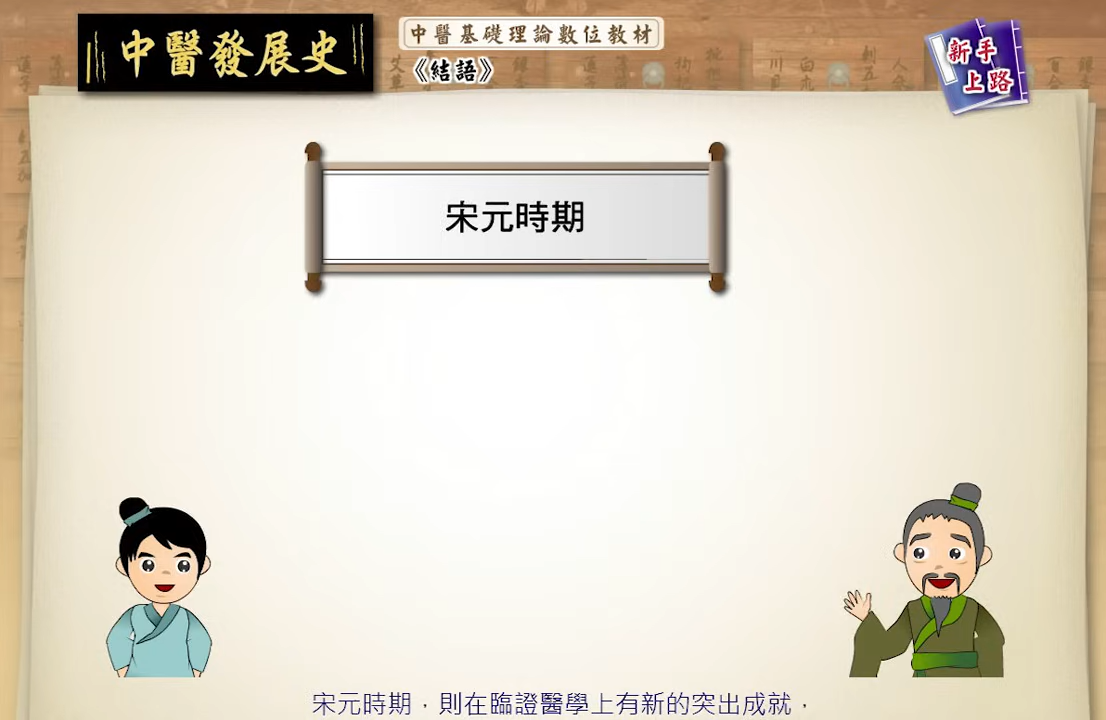 中醫發展史
中醫基礎理論數位教材
《結語》
新手
上路
宋元時期
宋元時期，則在臨證醫學上有新的突出成就，